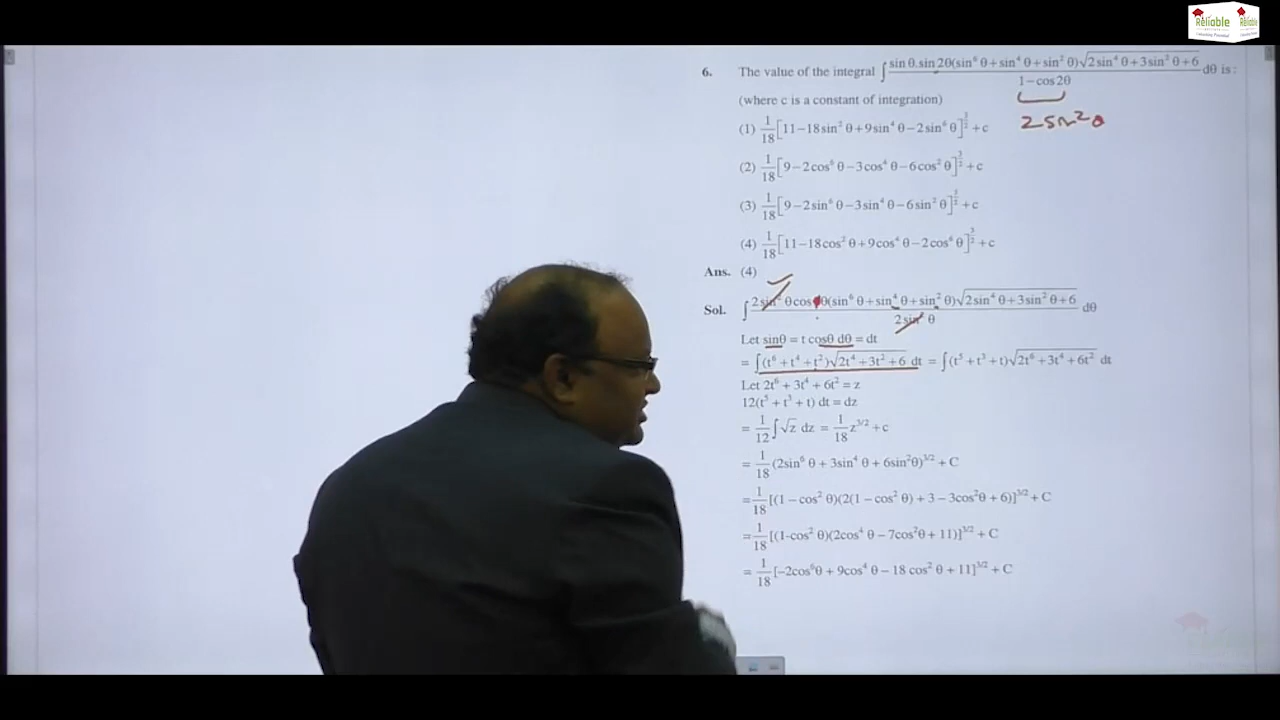 Reliable Reliable
6. The value of the integral ∫ sin θ.sin 2θ(sin⁶ θ+sin⁴ θ+sin² θ)√(2sin⁴ θ+3sin² θ+6) / (1−cos2θ) dθ is :
(where c is a constant of integration)
2 sin²θ
(1) 1/18 [11−18sin² θ+9sin⁴ θ−2sin⁶ θ]^(3/2) +c
(2) 1/18 [9−2cos⁶ θ−3cos⁴ θ−6cos² θ]^(3/2) +c
(3) 1/18 [9−2sin⁶ θ−3sin⁴ θ−6sin² θ]^(3/2) +c
(4) 1/18 [11−18cos² θ+9cos⁴ θ−2cos⁶ θ]^(3/2) +c
Ans. (4)
Sol. ∫ 2sin² θcos θ(sin⁶ θ+sin⁴ θ+sin² θ)√(2sin⁴ θ+3sin² θ+6) / 2sin² θ dθ
Let sinθ = t cosθ dθ = dt
= ∫(t⁶ + t⁴ + t²)√(2t⁴ + 3t² + 6) dt = ∫(t⁵ + t³ + t)√(2t⁶ + 3t⁴ + 6t²) dt
Let 2t⁶ + 3t⁴ + 6t² = z
12(t⁵ + t³ + t) dt = dz
= 1/12 ∫√z dz = 1/18 z^(3/2) + c
= 1/18 (2sin⁶ θ + 3sin⁴ θ + 6sin²θ)^(3/2) + C
= 1/18 [(1 − cos² θ)(2(1 − cos² θ) + 3 − 3cos²θ + 6)]^(3/2) + C
= 1/18 [(1-cos² θ)(2cos⁴ θ − 7cos²θ + 11)]^(3/2) + C
= 1/18 [−2cos⁶θ + 9cos⁴ θ − 18 cos² θ + 11]^(3/2) + C